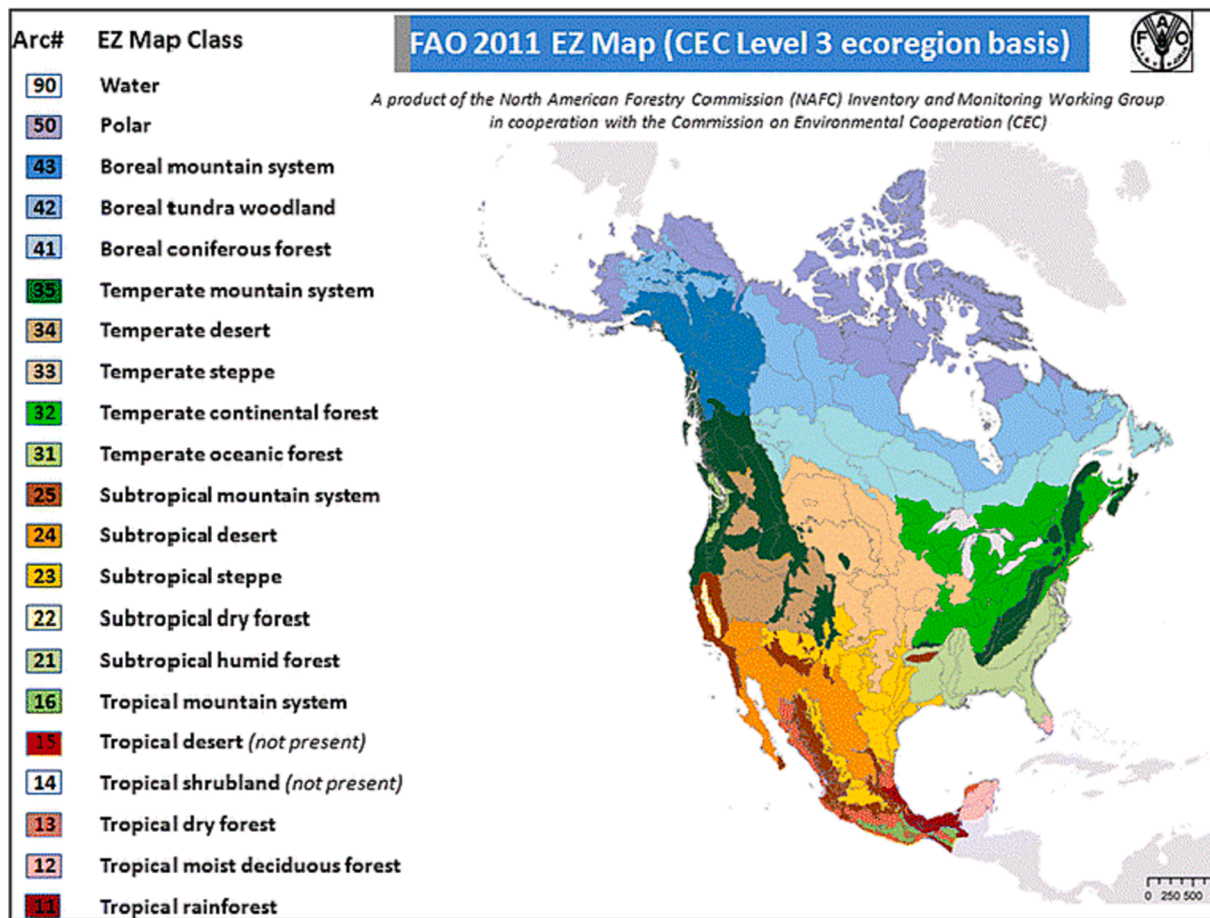 Arc# EZ Map Class
FAO 2011 EZ Map (CEC Level 3 ecoregion basis)
F A O
A product of the North American Forestry Commission (NAFC) Inventory and Monitoring Working Group
in cooperation with the Commission on Environmental Cooperation (CEC)
90 Water
50 Polar
43 Boreal mountain system
42 Boreal tundra woodland
41 Boreal coniferous forest
35 Temperate mountain system
34 Temperate desert
33 Temperate steppe
32 Temperate continental forest
31 Temperate oceanic forest
25 Subtropical mountain system
24 Subtropical desert
23 Subtropical steppe
22 Subtropical dry forest
21 Subtropical humid forest
16 Tropical mountain system
15 Tropical desert (not present)
14 Tropical shrubland (not present)
13 Tropical dry forest
12 Tropical moist deciduous forest
11 Tropical rainforest
0 250 500